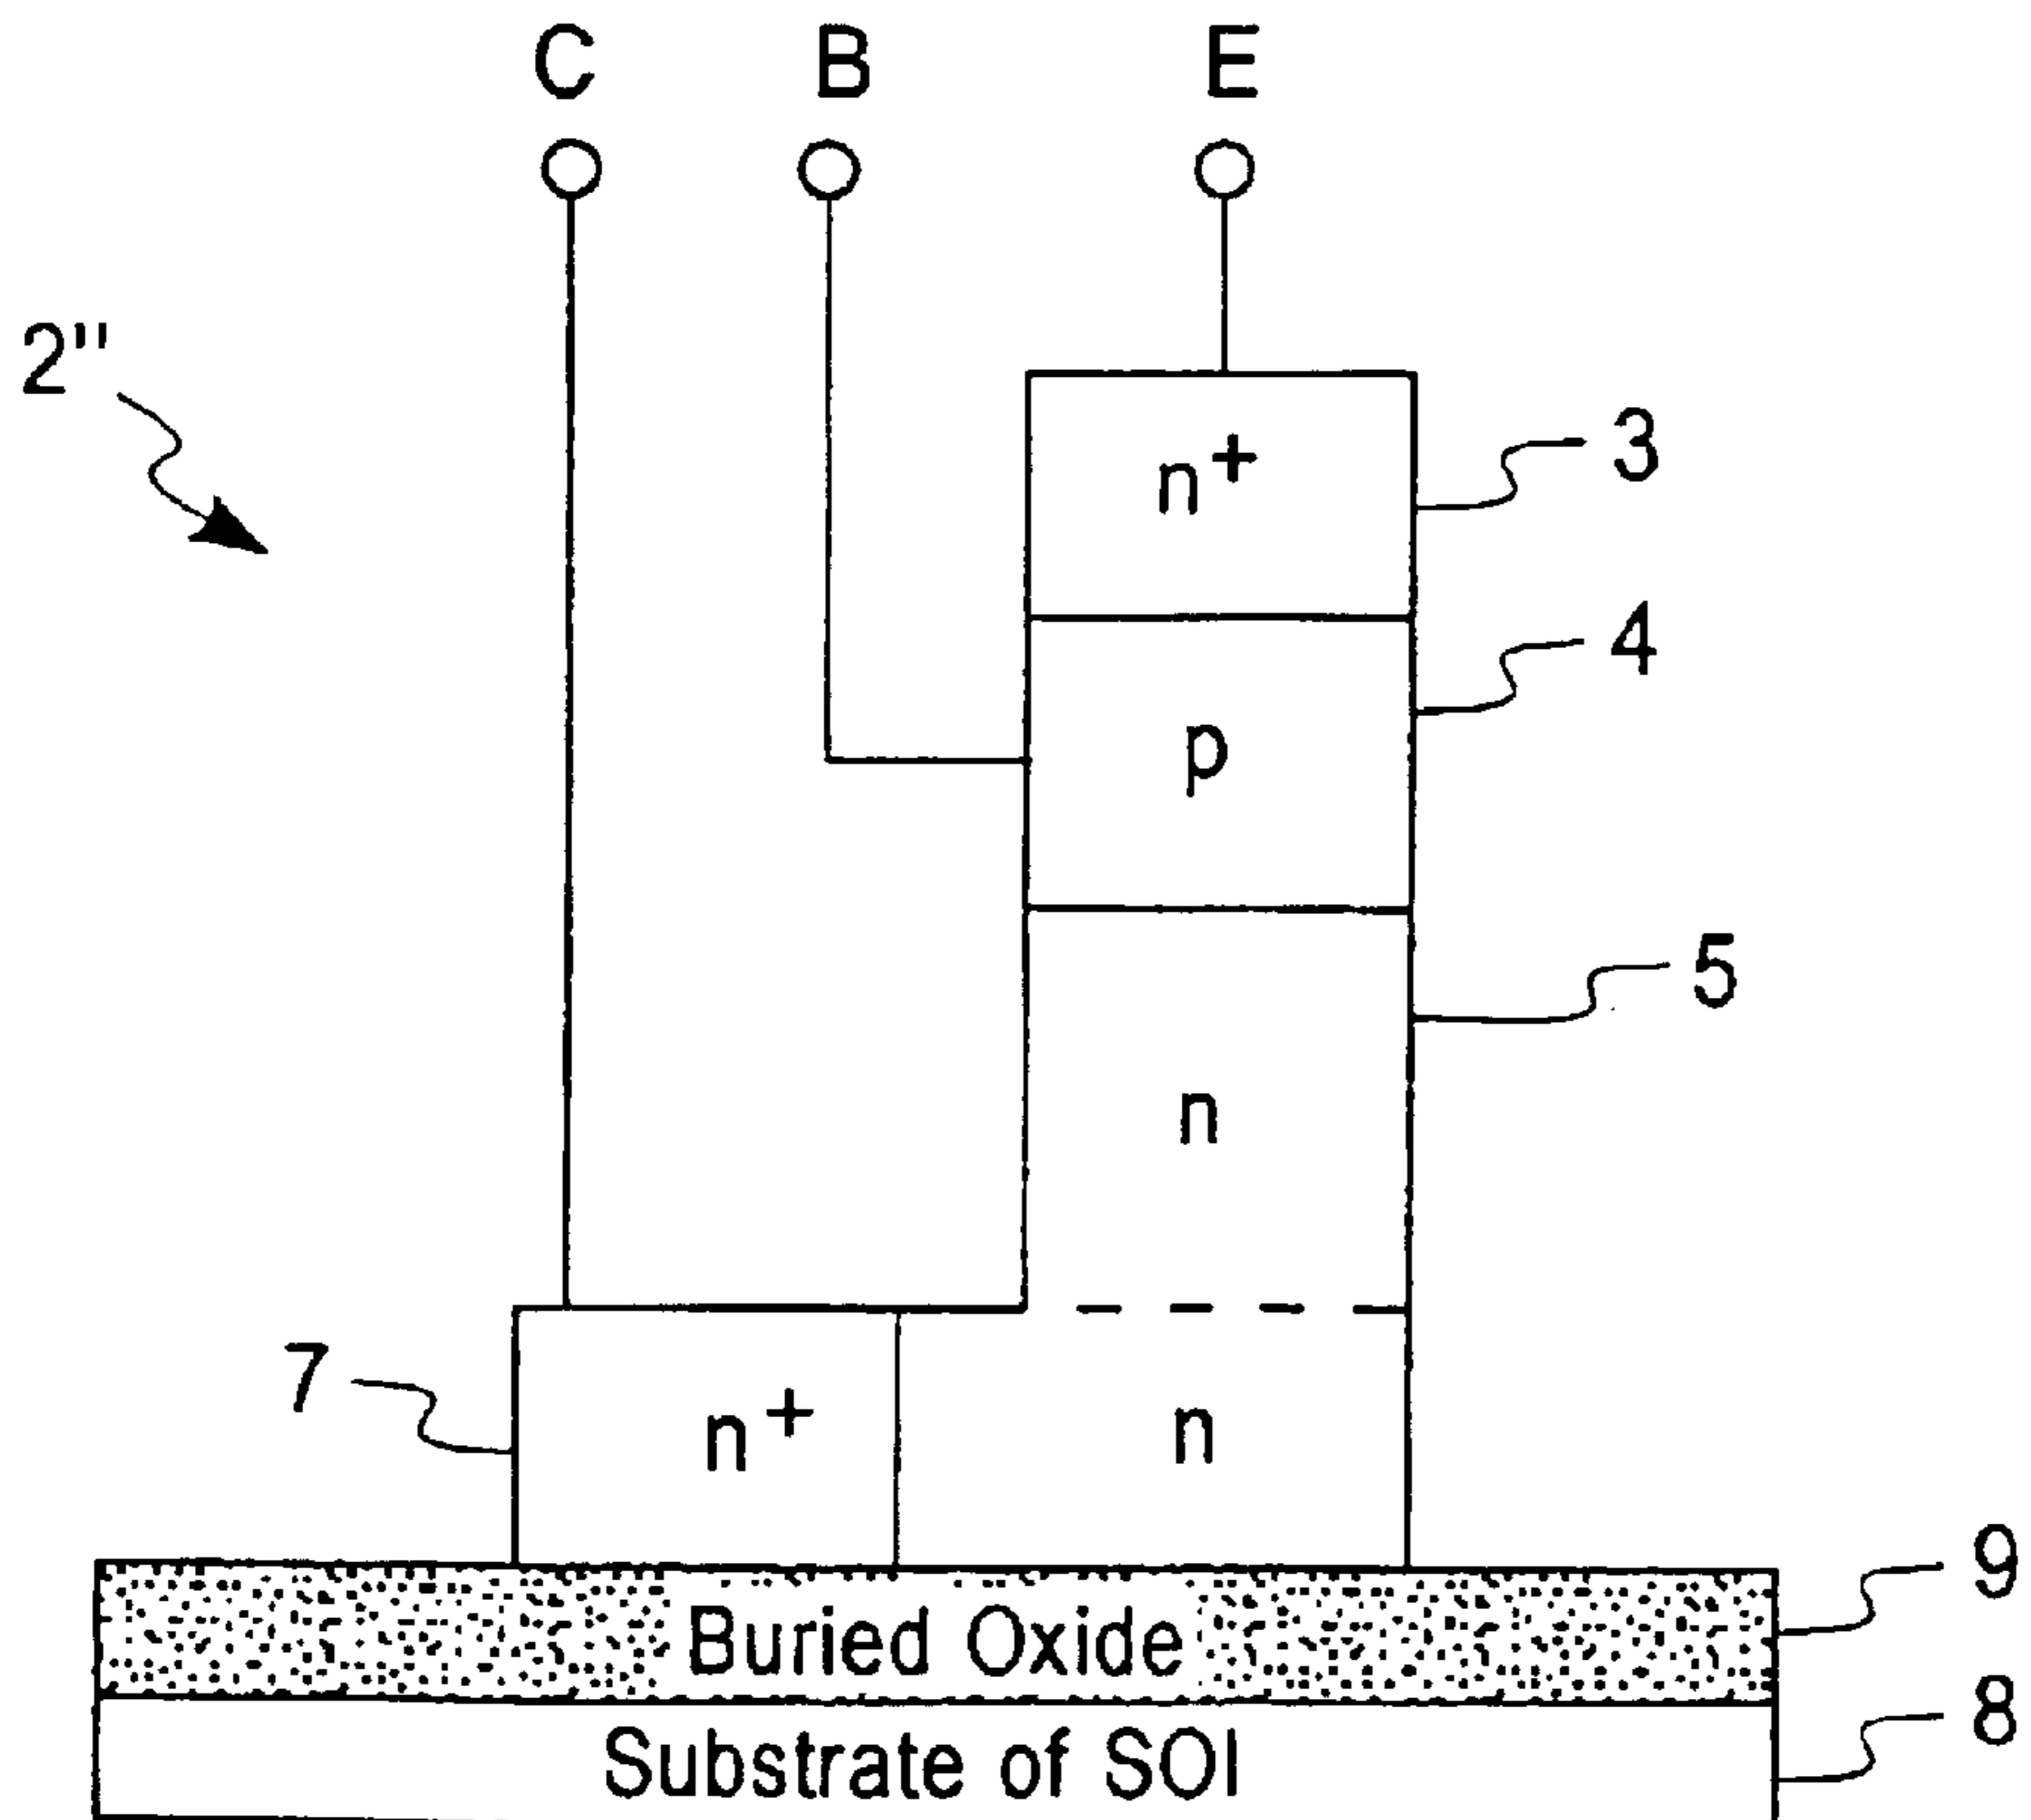 C B E
2"
n+
3
p
4
5
n
7
n+ n
Buried Oxide
9
Substrate of SOI
8